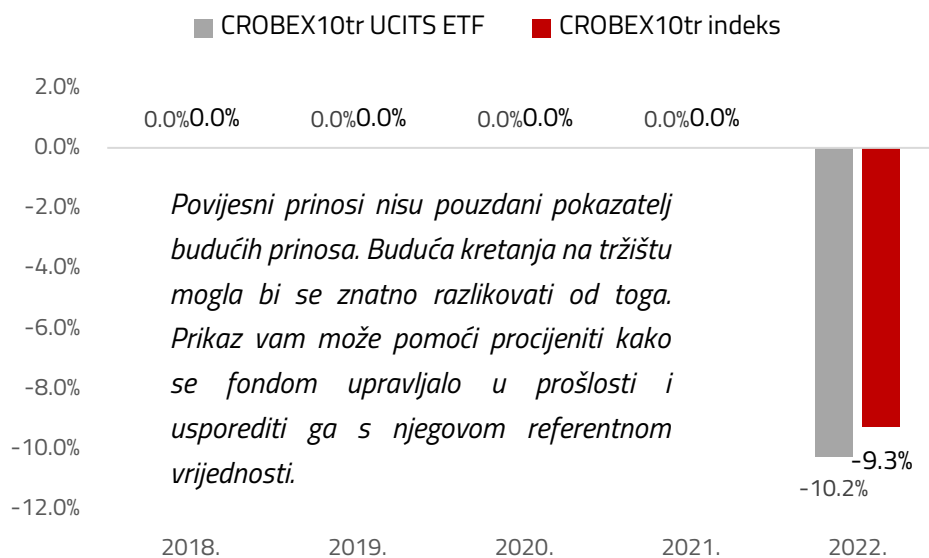 CROBEX10tr UCITS ETF CROBEX10tr indeks
2.0%
0.0%0.0% 0.0%0.0% 0.0%0.0% 0.0%0.0%
0.0%
-2.0%
-4.0%
-6.0%
-8.0%
-10.0%
-12.0%
Povijesni prinosi nisu pouzdani pokazatelj
budućih prinosa. Buduća kretanja na tržištu
mogla bi se znatno razlikovati od toga.
Prikaz vam može pomoći procijeniti kako
se fondom upravljalo u prošlosti i
usporediti ga s njegovom referentnom
vrijednosti.
-9.3%
-10.2%
2018. 2019. 2020. 2021. 2022.